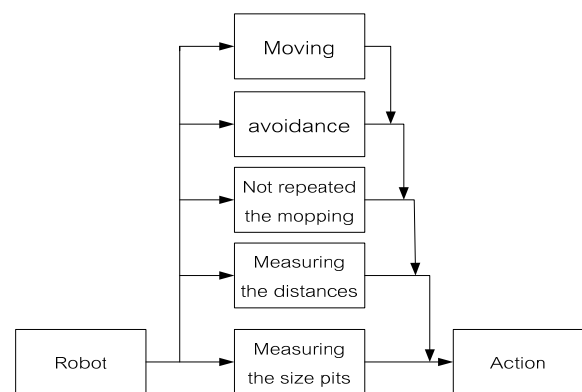 Moving
avoidance
Not repeated
the mopping
Measuring
the distances
Robot
Measuring
the size pits
Action